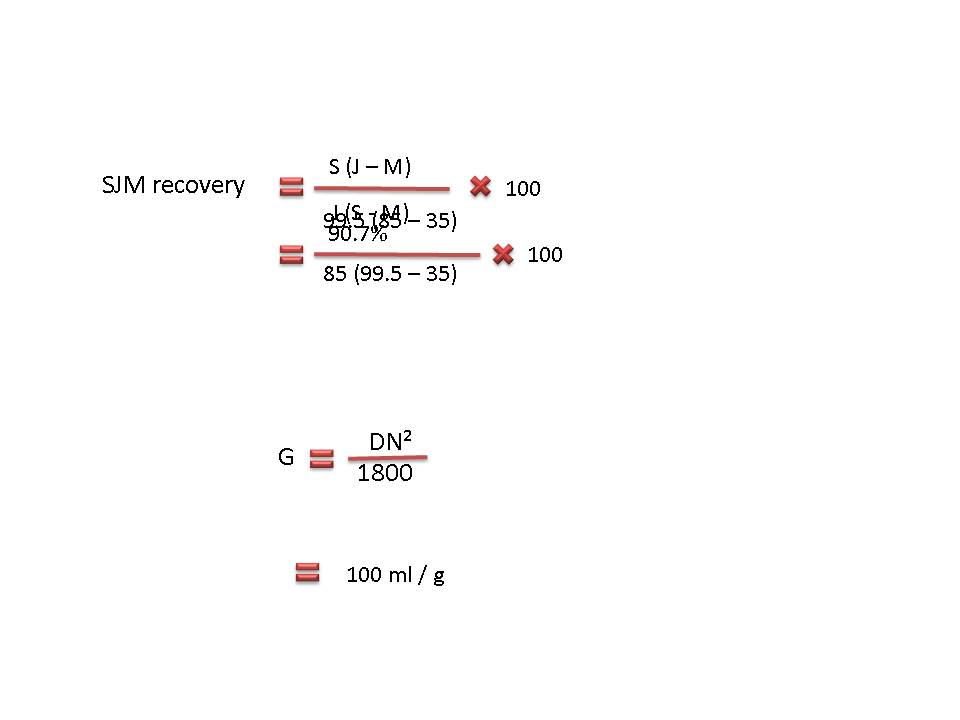 S (J – M)
SJM recovery = ✖ 100
J (S - M)
99.5 (85 – 35)
90.7%
= ✖ 100
85 (99.5 – 35)
DN²
G =
1800
= 100 ml / g